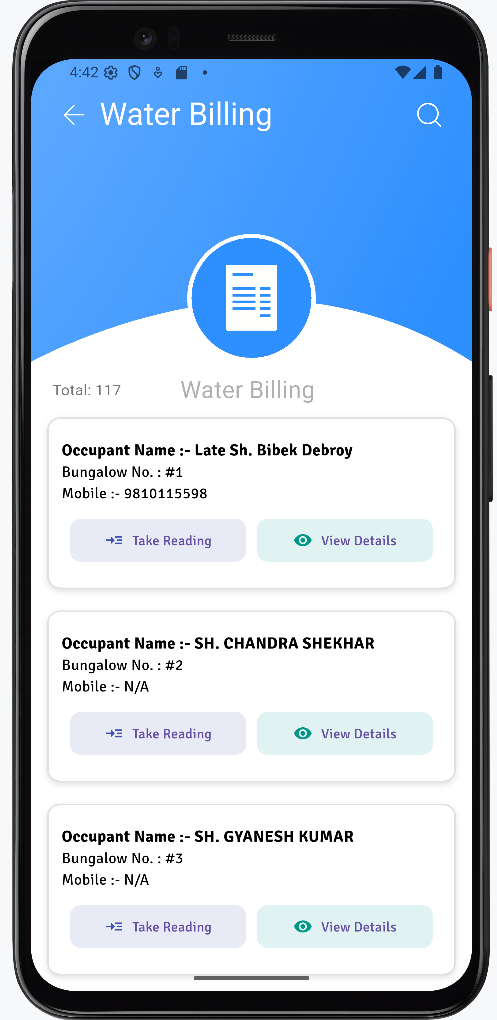 4:42
Water Billing
Total: 117 Water Billing
Occupant Name :- Late Sh. Bibek Debroy
Bungalow No. : #1
Mobile :- 9810115598
Take Reading View Details
Occupant Name :- SH. CHANDRA SHEKHAR
Bungalow No. : #2
Mobile :- N/A
Take Reading View Details
Occupant Name :- SH. GYANESH KUMAR
Bungalow No. : #3
Mobile :- N/A
Take Reading View Details